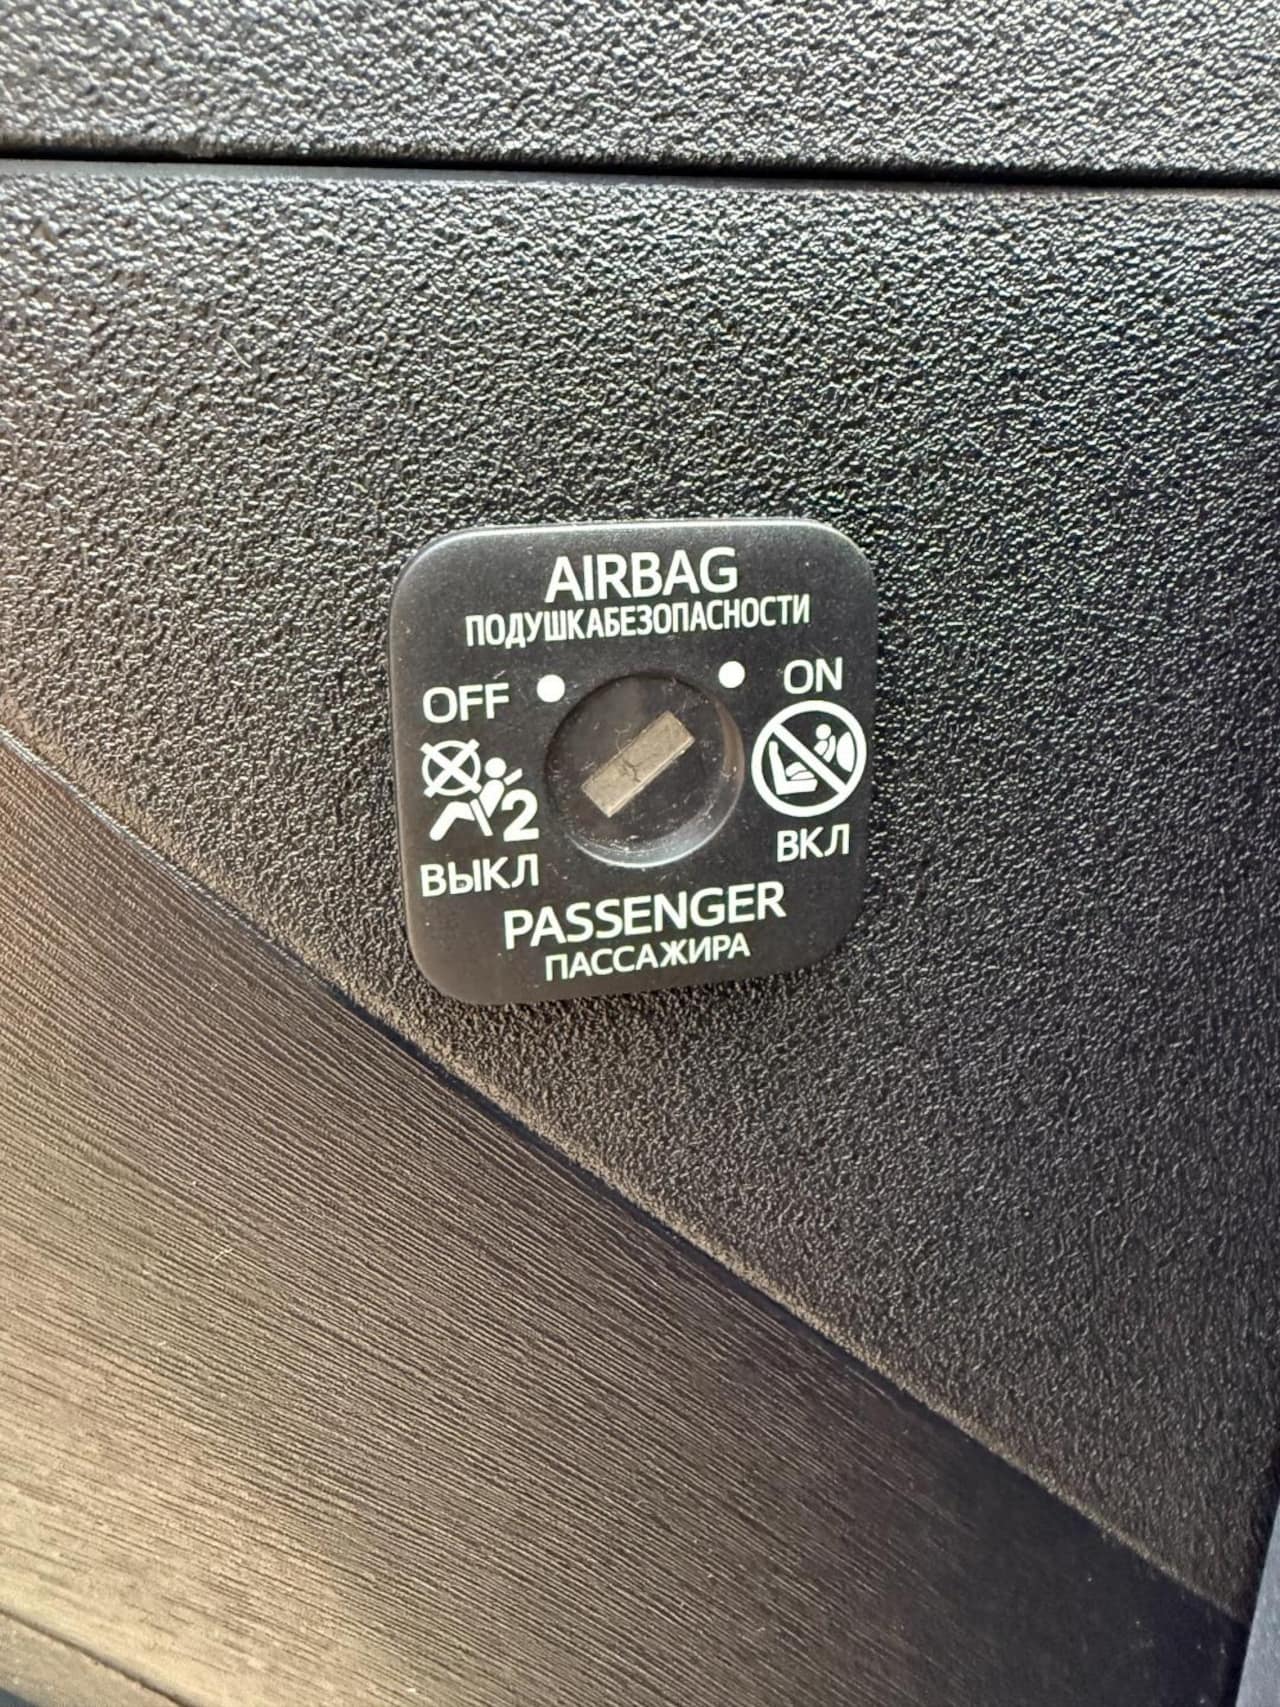 AIRBAG
ПОДУШКАБЕЗОПАСНОСТИ
OFF
ON
2
ВЫКЛ
ВКЛ
PASSENGER
ПАССАЖИРА